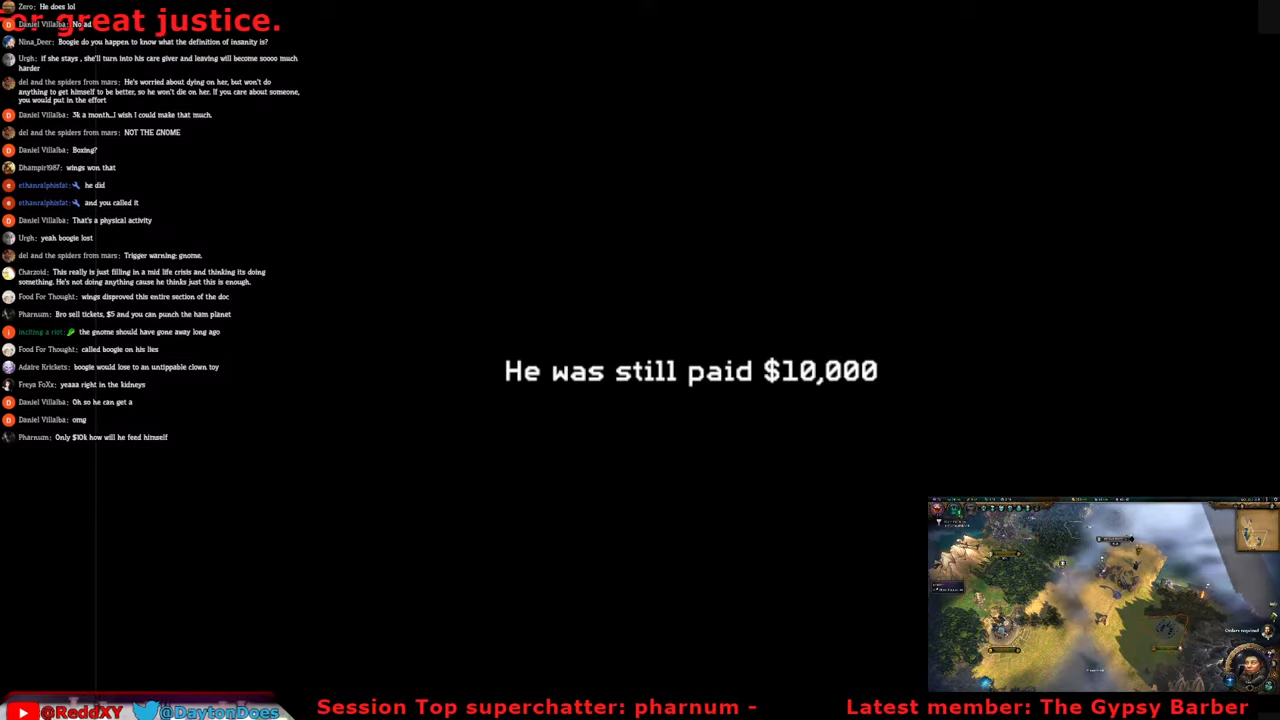 Zero: He does lol
or great justice.
Daniel Villalba: No ad
Nina_Deer: Boogie do you happen to know what the definition of insanity is?
Urgh: if she stays , she'll turn into his care giver and leaving will become soooo much
harder
del and the spiders from mars: He's worried about dying on her, but won't do
anything to get himself to be better, so he won't die on her. If you care about someone,
you would put in the effort
Daniel Villalba: 3k a month...I wish I could make that much.
del and the spiders from mars: NOT THE GNOME
Daniel Villalba: Boxing?
Dhampir1987: wings won that
ethanralphisfat: he did
ethanralphisfat: and you called it
Daniel Villalba: That's a physical activity
Urgh: yeah boogie lost
del and the spiders from mars: Trigger warning: gnome.
Charzoid: This really is just filling in a mid life crisis and thinking its doing
something. He's not doing anything cause he thinks just this is enough.
Food For Thought: wings disproved this entire section of the doc
Pharnum: Bro sell tickets, $5 and you can punch the ham planet
inciting a riot: the gnome should have gone away long ago
Food For Thought: called boogie on his lies
Adaire Krickets: boogie would lose to an untippable clown toy
Freya FoXx: yeaaa right in the kidneys
Daniel Villalba: Oh so he can get a
Daniel Villalba: omg
Pharnum: Only $10k how will he feed himself
He was still paid $10,000
Orders required
@ReddXY @DaytonDoes Session Top superchatter: pharnum - Latest member: The Gypsy Barber